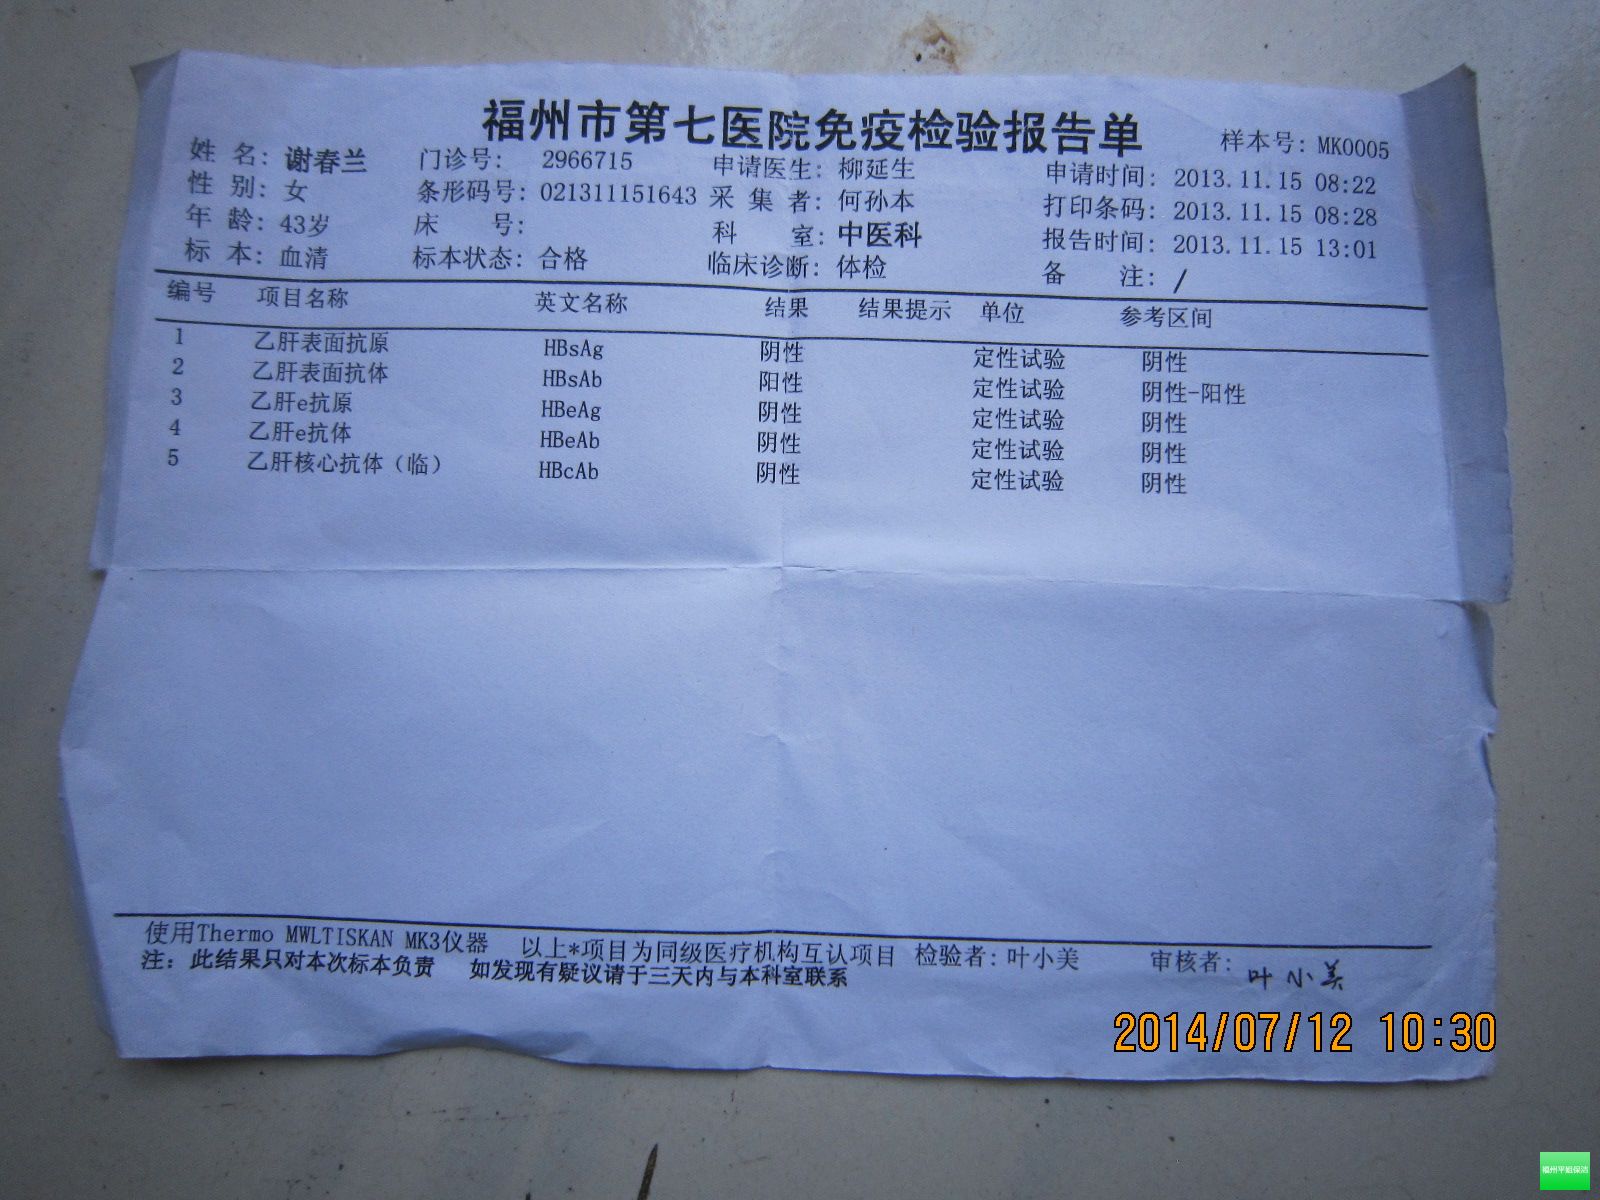 福州市第七医院免疫检验报告单
样本号: MK0005
姓 名: 谢春兰 门诊号: 2966715 申请医生: 柳延生 申请时间: 2013.11.15 08:22
性 别: 女 条形码号: 021311151643 采 集 者: 何孙本 打印条码: 2013.11.15 08:28
年 龄: 43岁 床 号: 科 室: 中医科 报告时间: 2013.11.15 13:01
标 本: 血清 标本状态: 合格 临床诊断: 体检 备 注: /
编号 项目名称 英文名称 结果 结果提示 单位 参考区间
1 乙肝表面抗原 HBsAg 阴性 定性试验 阴性
2 乙肝表面抗体 HBsAb 阳性 定性试验 阴性-阳性
3 乙肝e抗原 HBeAg 阴性 定性试验 阴性
4 乙肝e抗体 HBeAb 阴性 定性试验 阴性
5 乙肝核心抗体（临） HBcAb 阴性 定性试验 阴性
使用Thermo MWLTISKAN MK3仪器 以上*项目为同级医疗机构互认项目 检验者: 叶小美 审核者: 叶小美
注: 此结果只对本次标本负责 如发现有疑议请于三天内与本科室联系
2014/07/12 10:30
福州平姐保洁